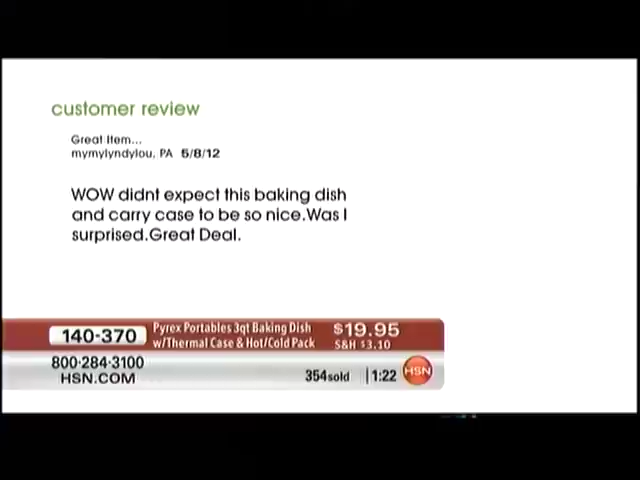 customer review
Great Item...
mymylyndylou, PA 5/8/12
WOW didnt expect this baking dish
and carry case to be so nice.Was I
surprised.Great Deal.
140-370
Pyrex Portables 3qt Baking Dish
w/Thermal Case & Hot/Cold Pack
$19.95
S&H $3.10
800·284·3100
HSN.COM
354sold
1:22
HSN